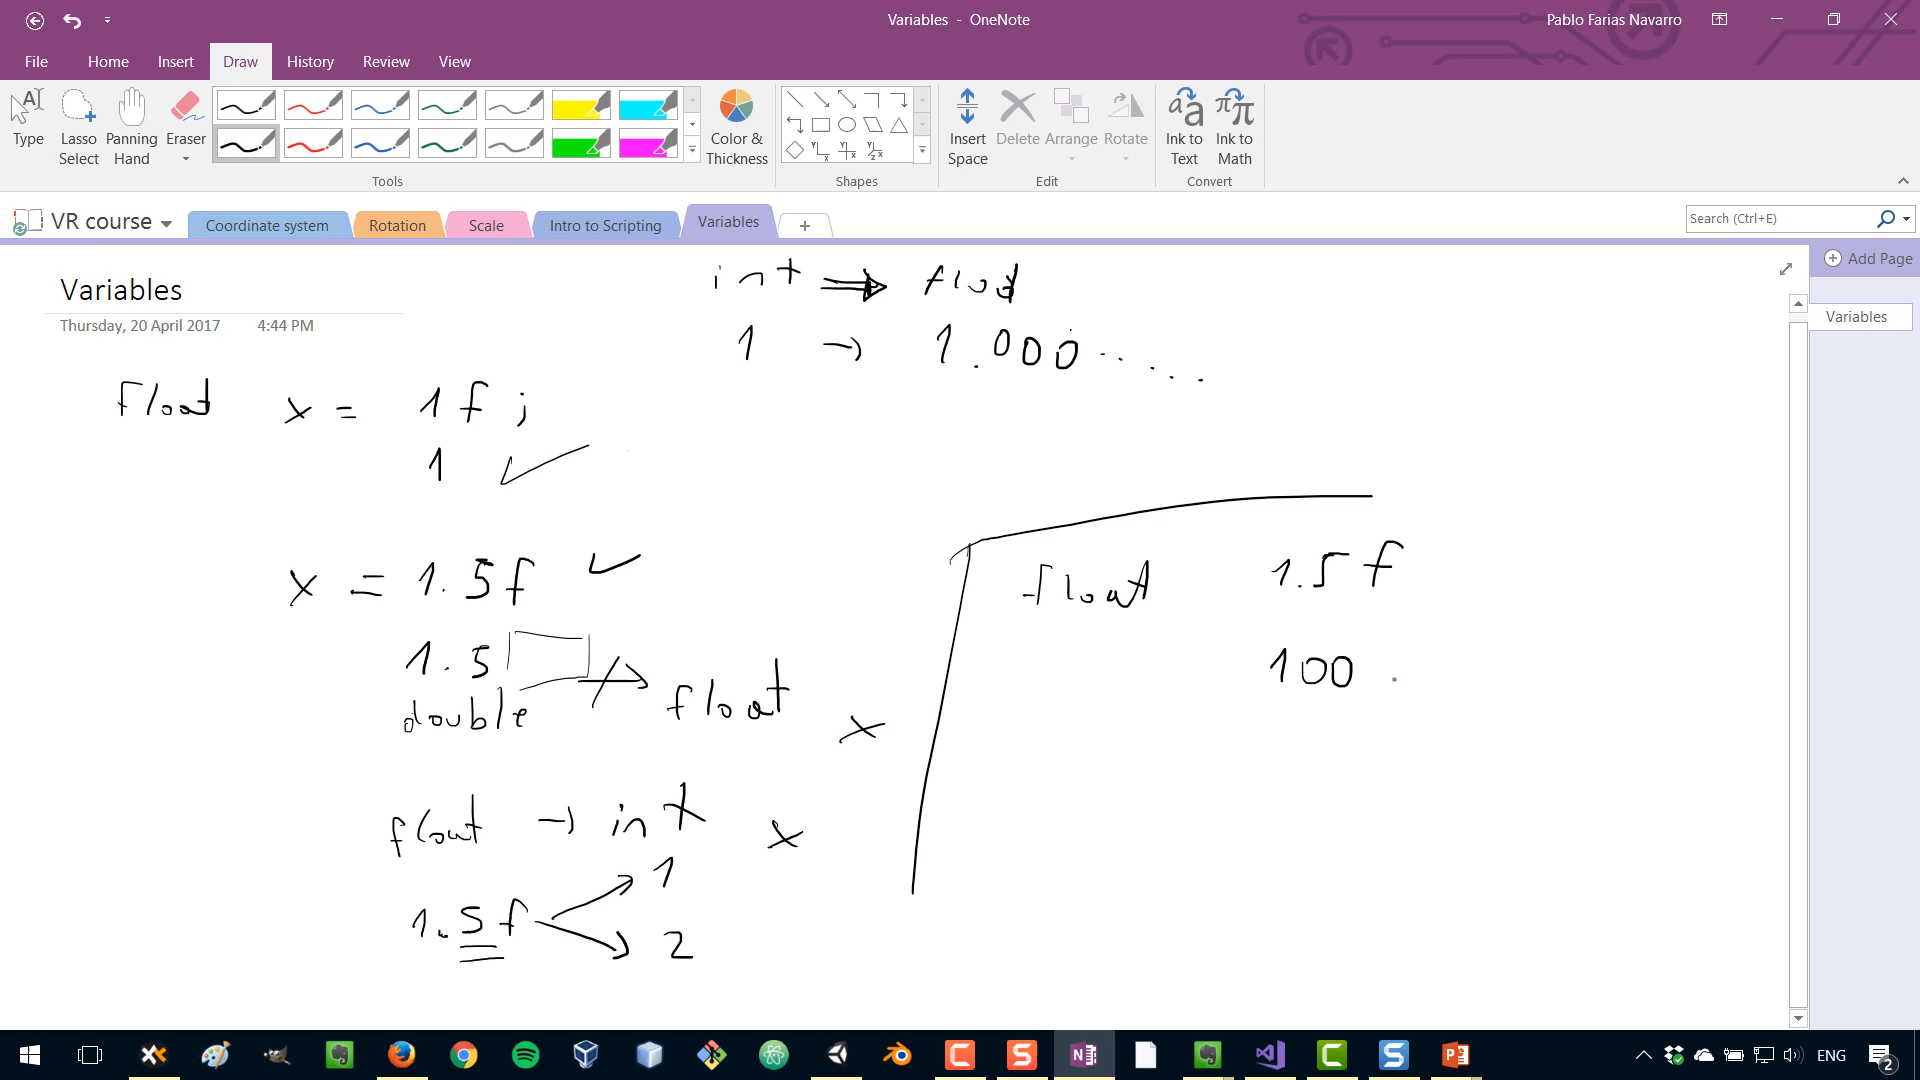 Variables - OneNote
Pablo Farias Navarro
File Home Insert Draw History Review View
Type
Lasso Select
Panning Hand
Eraser
Color & Thickness
Insert Space
Delete
Arrange
Rotate
Ink to Text
Ink to Math
Tools
Shapes
Edit
Convert
VR course
Coordinate system
Rotation
Scale
Intro to Scripting
Variables
+
Search (Ctrl+E)
Add Page
Variables
Variables
Thursday, 20 April 2017 4:44 PM
int ⇒ float
1 → 1.000.....
float x = 1f;
1 ✓
x = 1.5f ✓
1.5
double → float x
float → int x
1
1.5f
2
float 1.5f
100 .
ENG
2